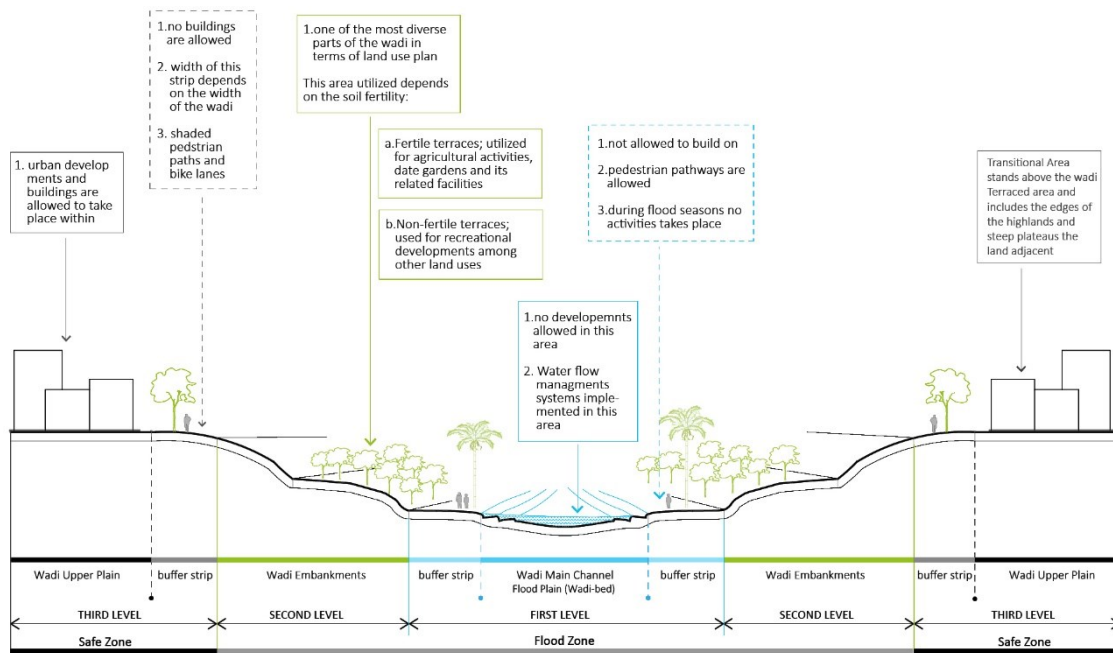 1. urban develop
ments and
buildings are
allowed to take
place within
1.no buildings
are allowed
2. width of this
strip depends
on the width
of the wadi
3. shaded
pedstrian
paths and
bike lanes
1.one of the most diverse
parts of the wadi in
terms of land use plan
This area utilized depends
on the soil fertility:
a.Fertile terraces; utilized
for agricultural activities,
date gardens and its
related facilities
b.Non-fertile terraces;
used for recreational
developments among
other land uses
1.no developemnts
allowed in this
area
2. Water flow
managments
systems imple-
mented in this
area
1.not allowed to build on
2.pedestrian pathways are
allowed
3.during flood seasons no
activities takes place
Transitional Area
stands above the wadi
Terraced area and
includes the edges of
the highlands and
steep plateaus the
land adjacent
Wadi Upper Plain
buffer strip
Wadi Embankments
buffer strip
Wadi Main Channel
Flood Plain (Wadi-bed)
buffer strip
Wadi Embankments
buffer strip
Wadi Upper Plain
THIRD LEVEL
SECOND LEVEL
FIRST LEVEL
SECOND LEVEL
THIRD LEVEL
Safe Zone
Flood Zone
Safe Zone